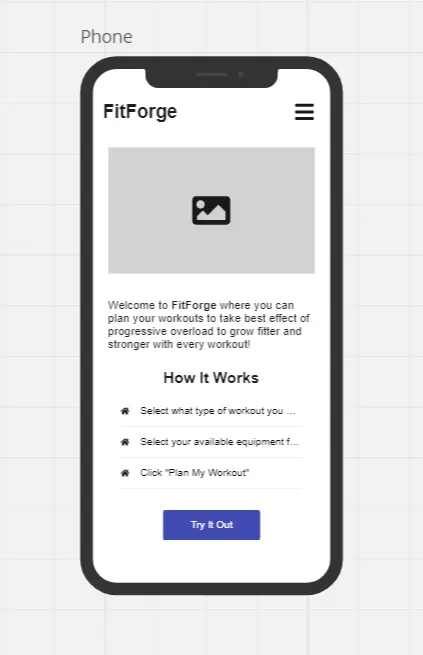 Phone
FitForge
Welcome to FitForge where you can
plan your workouts to take best effect of
progressive overload to grow fitter and
stronger with every workout!
How It Works
Select what type of workout you ...
Select your available equipment f...
Click "Plan My Workout"
Try It Out